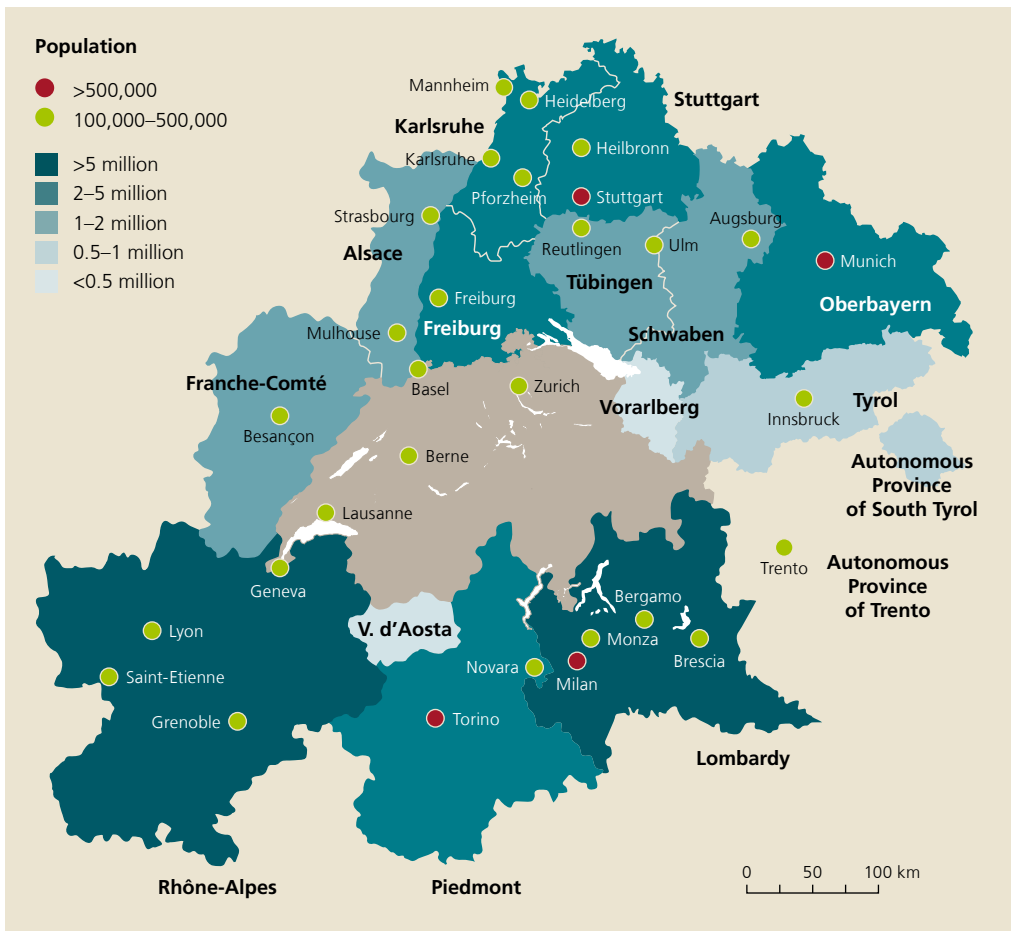 Population
>500,000
100,000–500,000
>5 million
2–5 million
1–2 million
0.5–1 million
<0.5 million
Mannheim
Heidelberg
Stuttgart
Karlsruhe
Heilbronn
Karlsruhe
Pforzheim
Stuttgart
Strasbourg
Augsburg
Reutlingen
Ulm
Alsace
Munich
Tübingen
Freiburg
Oberbayern
Freiburg
Mulhouse
Schwaben
Franche-Comté
Basel
Zurich
Vorarlberg
Tyrol
Innsbruck
Besançon
Berne
Autonomous
Province
of South Tyrol
Lausanne
Trento
Autonomous
Province
of Trento
Geneva
Bergamo
Lyon
V. d’Aosta
Monza
Brescia
Novara
Milan
Saint-Etienne
Grenoble
Torino
Lombardy
Rhône-Alpes
Piedmont
0 50 100 km